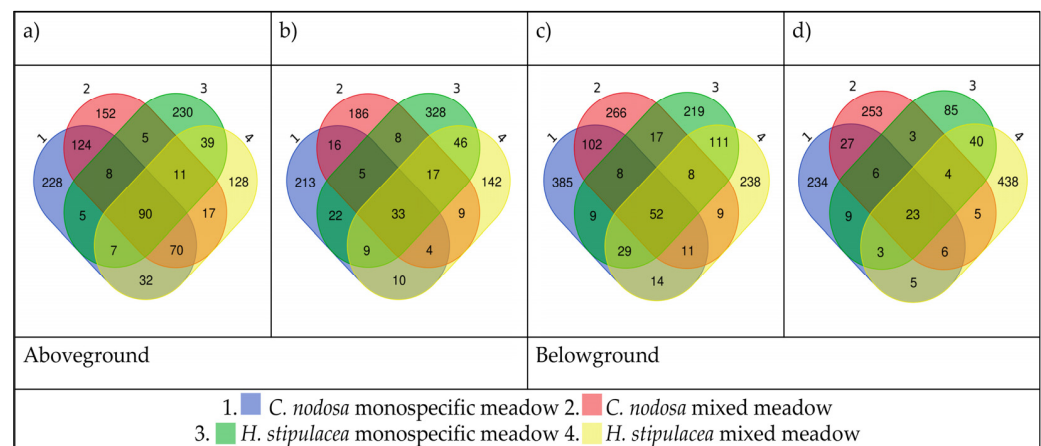 a) b) c) d)
2 3 2 3 2 3 2 3
1 152 230 4 1 186 328 4 1 266 219 4 1 253 85 4
124 5 39 16 8 46 102 17 111 27 3 40
8 11 5 17 8 8 6 4
228 128 213 142 385 238 234 438
5 90 17 22 33 9 9 52 9 9 23 5
7 70 9 4 29 11 3 6
32 10 14 5
Aboveground Belowground
1. C. nodosa monospecific meadow 2. C. nodosa mixed meadow
3. H. stipulacea monospecific meadow 4. H. stipulacea mixed meadow